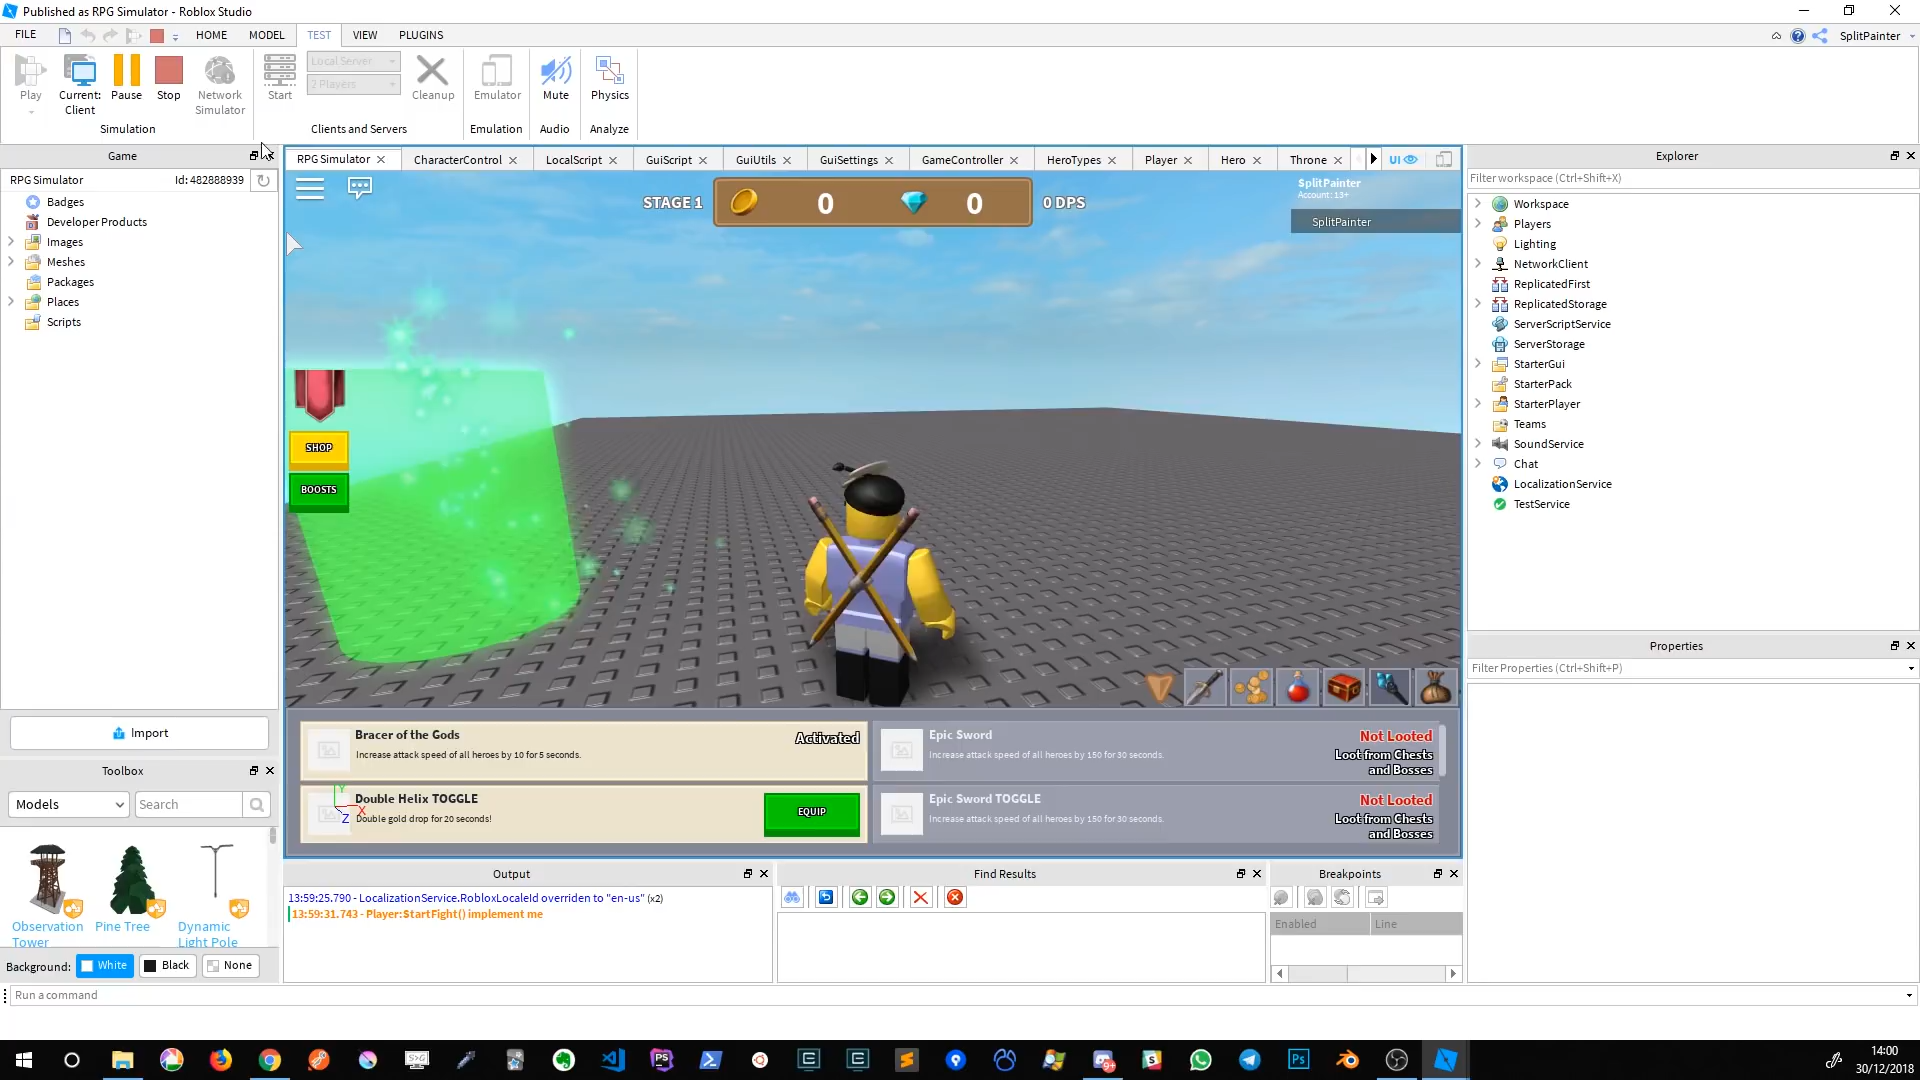 Published as RPG Simulator - Roblox Studio
FILE
HOME
MODEL
TEST
VIEW
PLUGINS
SplitPainter
Play
Current:
Client
Pause
Stop
Network
Simulator
Simulation
Start
Local Server
2 Players
Cleanup
Clients and Servers
Emulator
Emulation
Mute
Audio
Physics
Analyze
Game
RPG Simulator
Id: 482888939
Badges
Developer Products
Images
Meshes
Packages
Places
Scripts
Import
Toolbox
Models
Search
Observation
Tower
Pine Tree
Dynamic
Light Pole
Background:
White
Black
None
RPG Simulator
CharacterControl
LocalScript
GuiScript
GuiUtils
GuiSettings
GameController
HeroTypes
Player
Hero
Throne
UI
STAGE 1
0
0
0 DPS
SplitPainter
Account: 13+
SplitPainter
SHOP
BOOSTS
Bracer of the Gods
Increase attack speed of all heroes by 10 for 5 seconds.
Activated
Epic Sword
Increase attack speed of all heroes by 150 for 30 seconds.
Not Looted
Loot from Chests
and Bosses
Y
X
Z
Double Helix TOGGLE
Double gold drop for 20 seconds!
EQUIP
Epic Sword TOGGLE
Increase attack speed of all heroes by 150 for 30 seconds.
Not Looted
Loot from Chests
and Bosses
Output
13:59:25.790 - LocalizationService.RobloxLocaleId overriden to "en-us" (x2)
13:59:31.743 - Player:StartFight() implement me
Find Results
Breakpoints
Enabled
Line
Explorer
Filter workspace (Ctrl+Shift+X)
Workspace
Players
Lighting
NetworkClient
ReplicatedFirst
ReplicatedStorage
ServerScriptService
ServerStorage
StarterGui
StarterPack
StarterPlayer
Teams
SoundService
Chat
LocalizationService
TestService
Properties
Filter Properties (Ctrl+Shift+P)
Run a command
PS
Ps
9+
14:00
30/12/2018